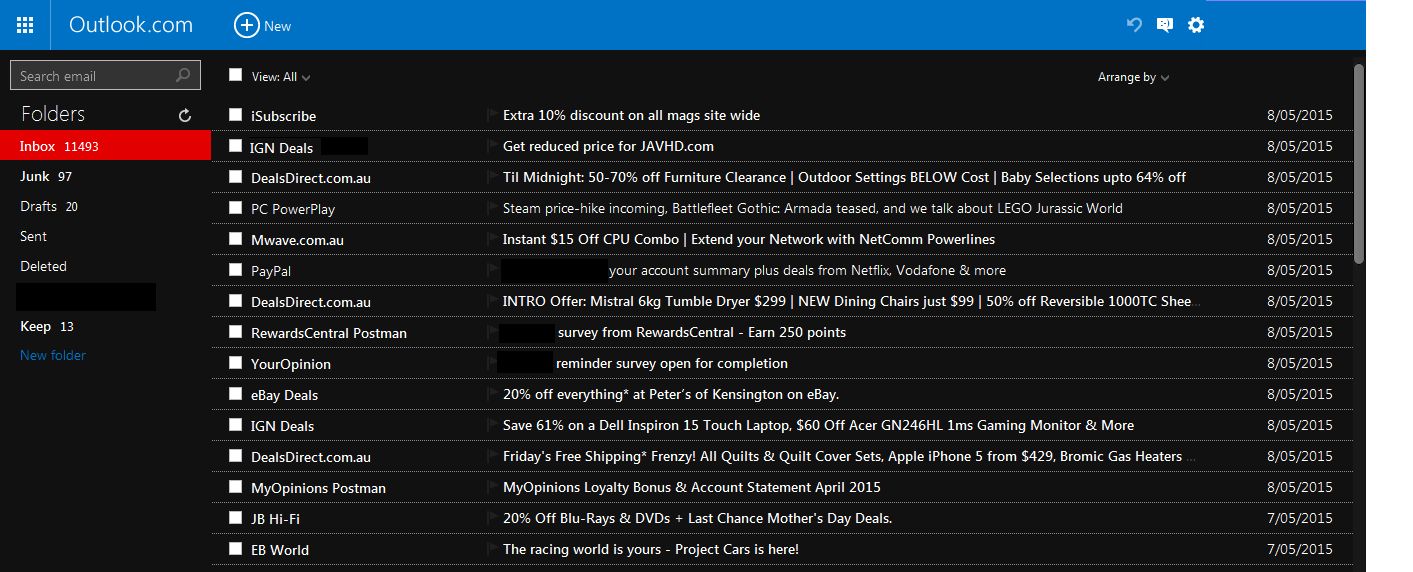 Outlook.com New
Search email
View: All Arrange by
Folders
Inbox 11493
Junk 97
Drafts 20
Sent
Deleted
Keep 13
New folder
iSubscribe Extra 10% discount on all mags site wide 8/05/2015
IGN Deals Get reduced price for JAVHD.com 8/05/2015
DealsDirect.com.au Til Midnight: 50-70% off Furniture Clearance | Outdoor Settings BELOW Cost | Baby Selections upto 64% off 8/05/2015
PC PowerPlay Steam price-hike incoming, Battlefleet Gothic: Armada teased, and we talk about LEGO Jurassic World 8/05/2015
Mwave.com.au Instant $15 Off CPU Combo | Extend your Network with NetComm Powerlines 8/05/2015
PayPal your account summary plus deals from Netflix, Vodafone & more 8/05/2015
DealsDirect.com.au INTRO Offer: Mistral 6kg Tumble Dryer $299 | NEW Dining Chairs just $99 | 50% off Reversible 1000TC Shee... 8/05/2015
RewardsCentral Postman survey from RewardsCentral - Earn 250 points 8/05/2015
YourOpinion reminder survey open for completion 8/05/2015
eBay Deals 20% off everything* at Peter's of Kensington on eBay. 8/05/2015
IGN Deals Save 61% on a Dell Inspiron 15 Touch Laptop, $60 Off Acer GN246HL 1ms Gaming Monitor & More 8/05/2015
DealsDirect.com.au Friday's Free Shipping* Frenzy! All Quilts & Quilt Cover Sets, Apple iPhone 5 from $429, Bromic Gas Heaters ... 8/05/2015
MyOpinions Postman MyOpinions Loyalty Bonus & Account Statement April 2015 8/05/2015
JB Hi-Fi 20% Off Blu-Rays & DVDs + Last Chance Mother's Day Deals. 7/05/2015
EB World The racing world is yours - Project Cars is here! 7/05/2015